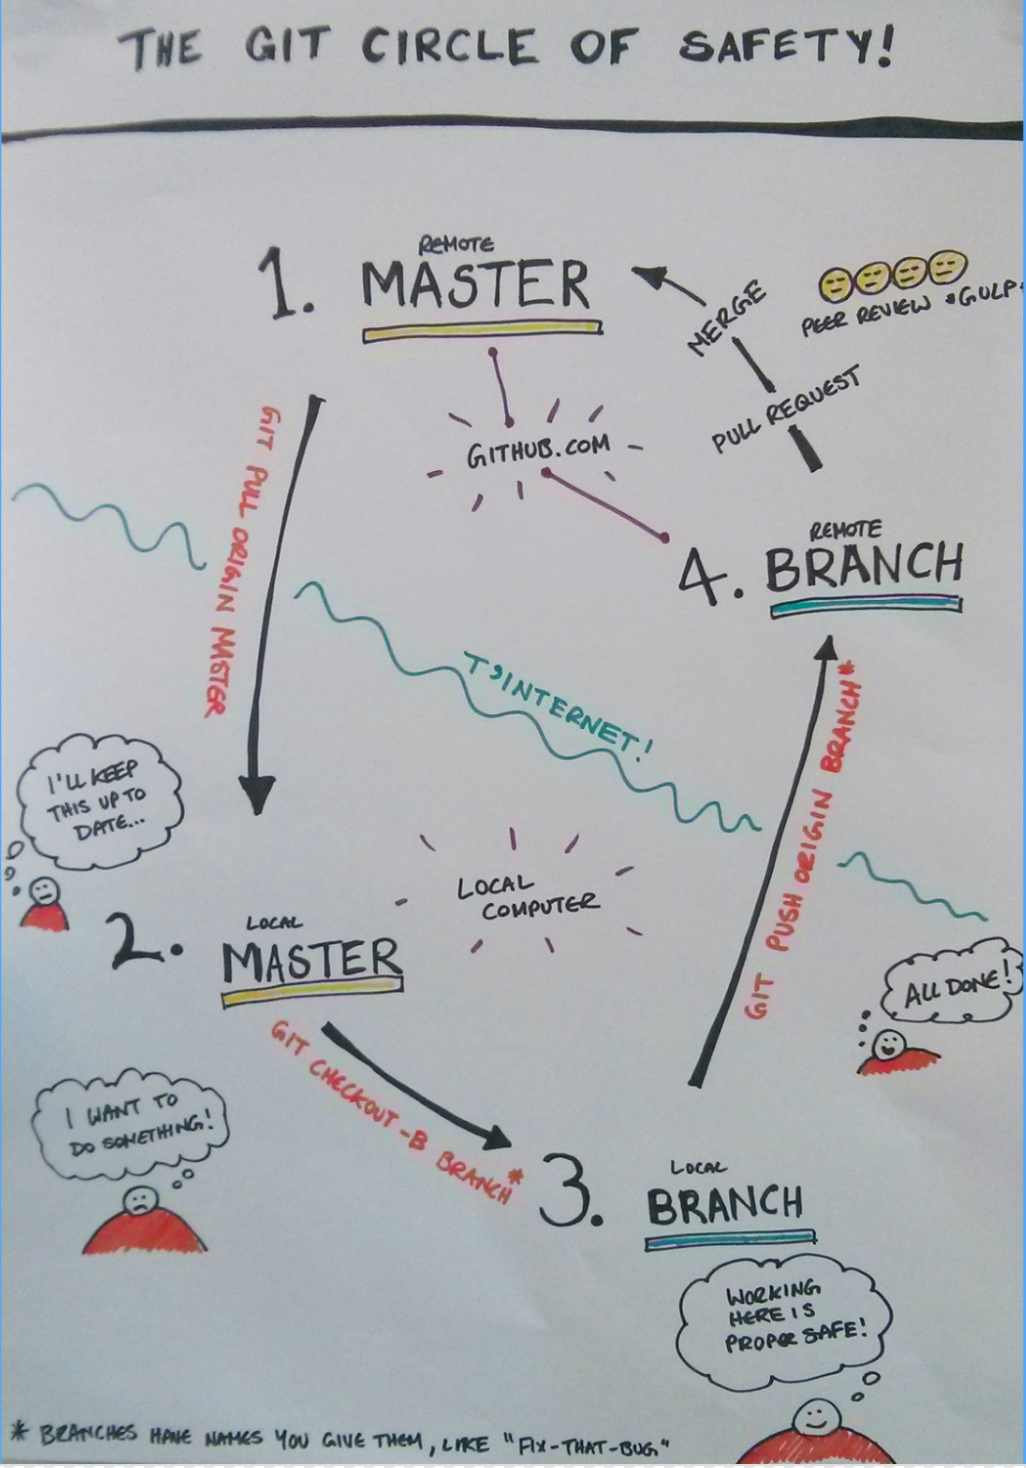 THE GIT CIRCLE OF SAFETY!
1.
REMOTE
MASTER
MERGE
PEER REVIEW *GULP*
PULL REQUEST
GITHUB.COM
GIT PULL ORIGIN MASTER
4.
REMOTE
BRANCH
T'INTERNET!
GIT PUSH ORIGIN BRANCH*
I'LL KEEP
THIS UP TO
DATE...
LOCAL
COMPUTER
2.
LOCAL
MASTER
ALL DONE!
GIT CHECKOUT -B BRANCH*
I WANT TO
DO SOMETHING!
3.
LOCAL
BRANCH
WORKING
HERE IS
PROPER SAFE!
* BRANCHES HAVE NAMES YOU GIVE THEM, LIKE "FIX-THAT-BUG"